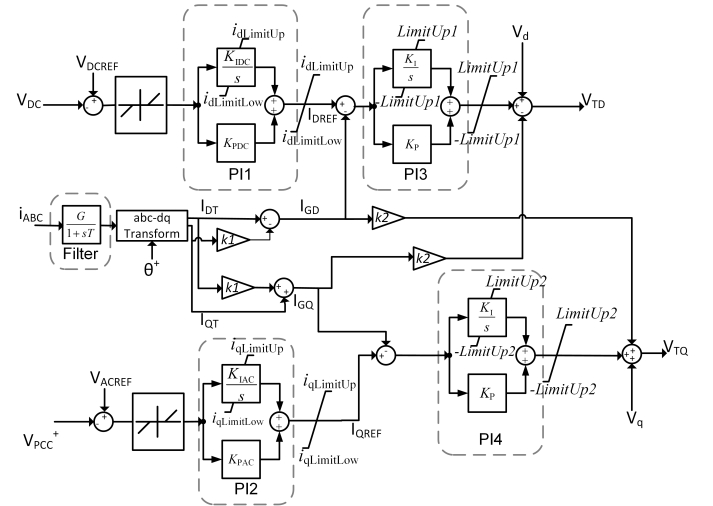 i_dLimitUp
LimitUp1
V_d
V_DCREF
K_IDC
s
i_dLimitUp
K_I
s
LimitUp1
V_DC
+
-
i_dLimitLow
+
+
I_DREF
+
-
-LimitUp1
+
+
+
+
+
V_TD
K_PDC
i_dLimitLow
K_P
-LimitUp1
PI1
PI3
i_ABC
G
1+sT
Filter
abc-dq
Transform
θ^+
I_DT
+
-
I_GD
k1
k2
k2
k1
+
+
I_GQ
I_QT
LimitUp2
K_I
s
LimitUp2
i_qLimitUp
+
-
-LimitUp2
+
+
+
+
+
V_TQ
V_ACREF
K_IAC
s
i_qLimitUp
K_P
-LimitUp2
i_qLimitLow
V_q
V_PCC^+
+
-
+
+
I_QREF
PI4
K_PAC
i_qLimitLow
PI2